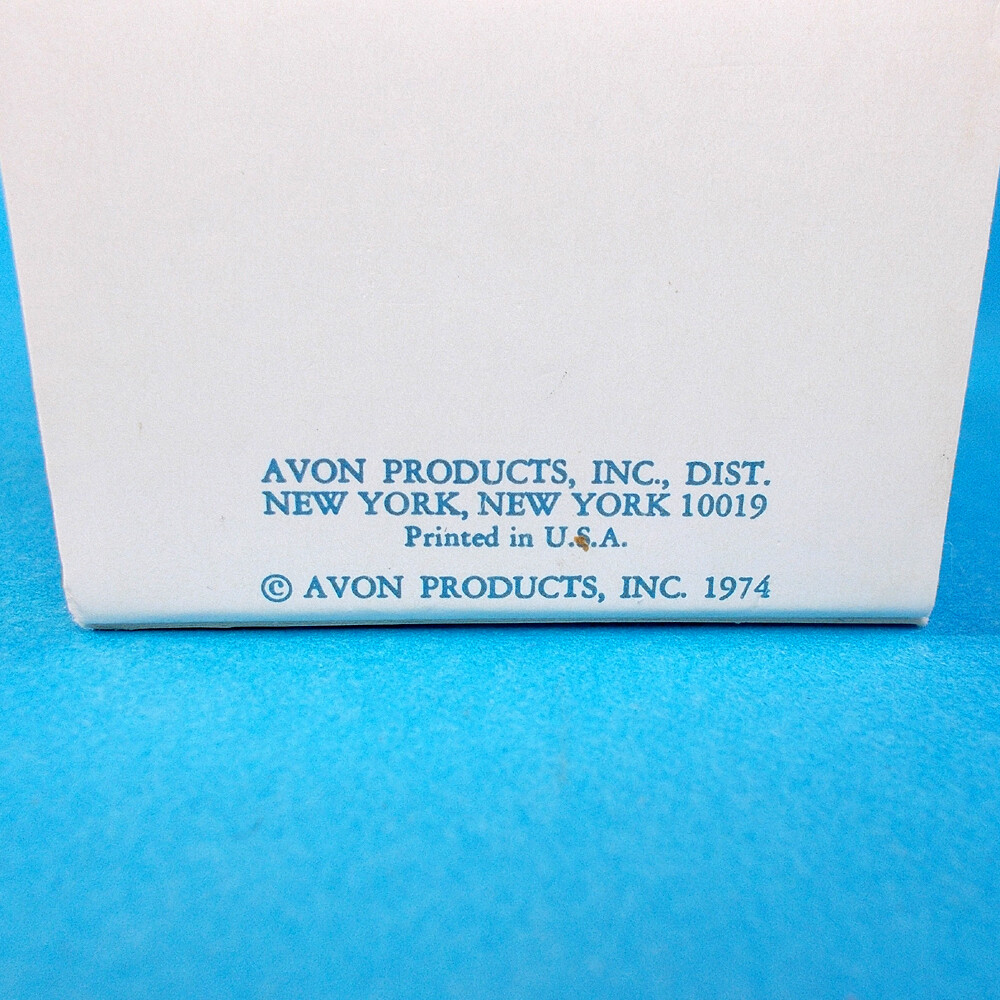 AVON PRODUCTS, INC., DIST.
NEW YORK, NEW YORK 10019
Printed in U.S.A.
© AVON PRODUCTS, INC. 1974